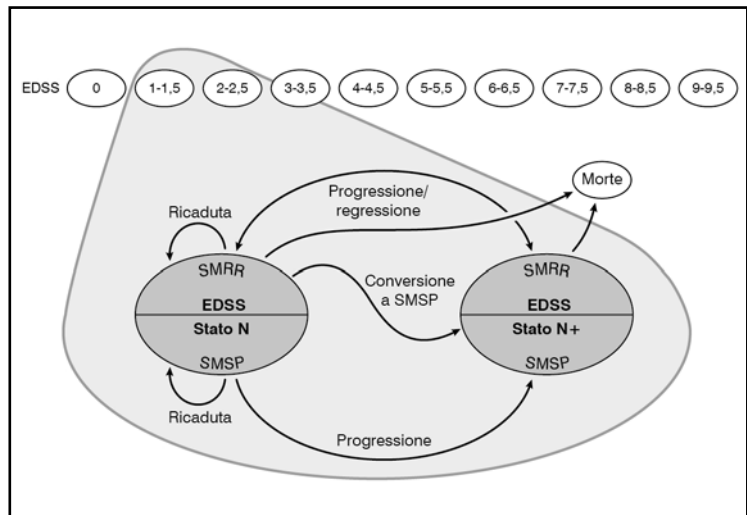 EDSS 0 1-1,5 2-2,5 3-3,5 4-4,5 5-5,5 6-6,5 7-7,5 8-8,5 9-9,5
Morte
Progressione/
regressione
Ricaduta
SMRR
EDSS
Stato N
SMSP
Conversione
a SMSP
SMRR
EDSS
Stato N+
SMSP
Ricaduta
Progressione